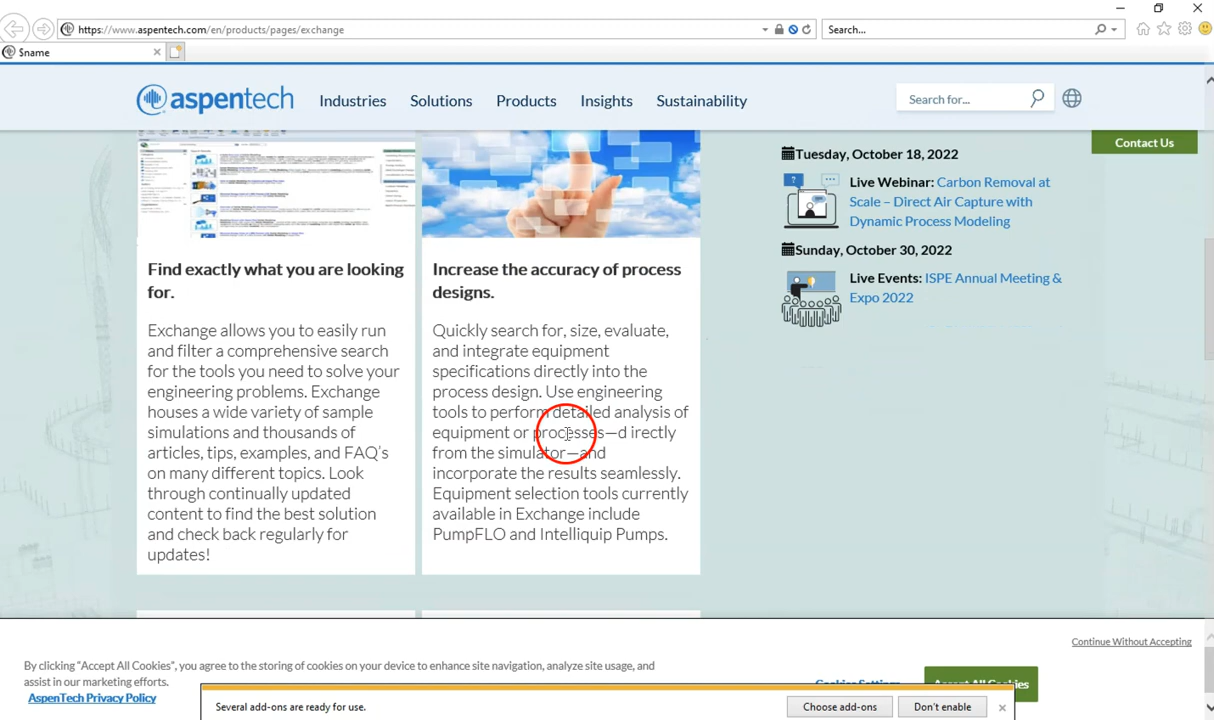 https://www.aspentech.com/en/products/pages/exchange
Search...
$name
aspentech
Industries
Solutions
Products
Insights
Sustainability
Search for...
Contact Us
Find exactly what you are looking
for.
Exchange allows you to easily run
and filter a comprehensive search
for the tools you need to solve your
engineering problems. Exchange
houses a wide variety of sample
simulations and thousands of
articles, tips, examples, and FAQ's
on many different topics. Look
through continually updated
content to find the best solution
and check back regularly for
updates!
Increase the accuracy of process
designs.
Quickly search for, size, evaluate,
and integrate equipment
specifications directly into the
process design. Use engineering
tools to perform detailed analysis of
equipment or processes—d irectly
from the simulator—and
incorporate the results seamlessly.
Equipment selection tools currently
available in Exchange include
PumpFLO and Intelliquip Pumps.
Tuesday, October 18, 2022
Live Webinar: Carbon Removal at
Scale – Direct Air Capture with
Dynamic Process Modeling
Sunday, October 30, 2022
Live Events: ISPE Annual Meeting &
Expo 2022
Continue Without Accepting
By clicking "Accept All Cookies", you agree to the storing of cookies on your device to enhance site navigation, analyze site usage, and
assist in our marketing efforts.
AspenTech Privacy Policy
Cookies Settings
Accept All Cookies
Several add-ons are ready for use.
Choose add-ons
Don't enable